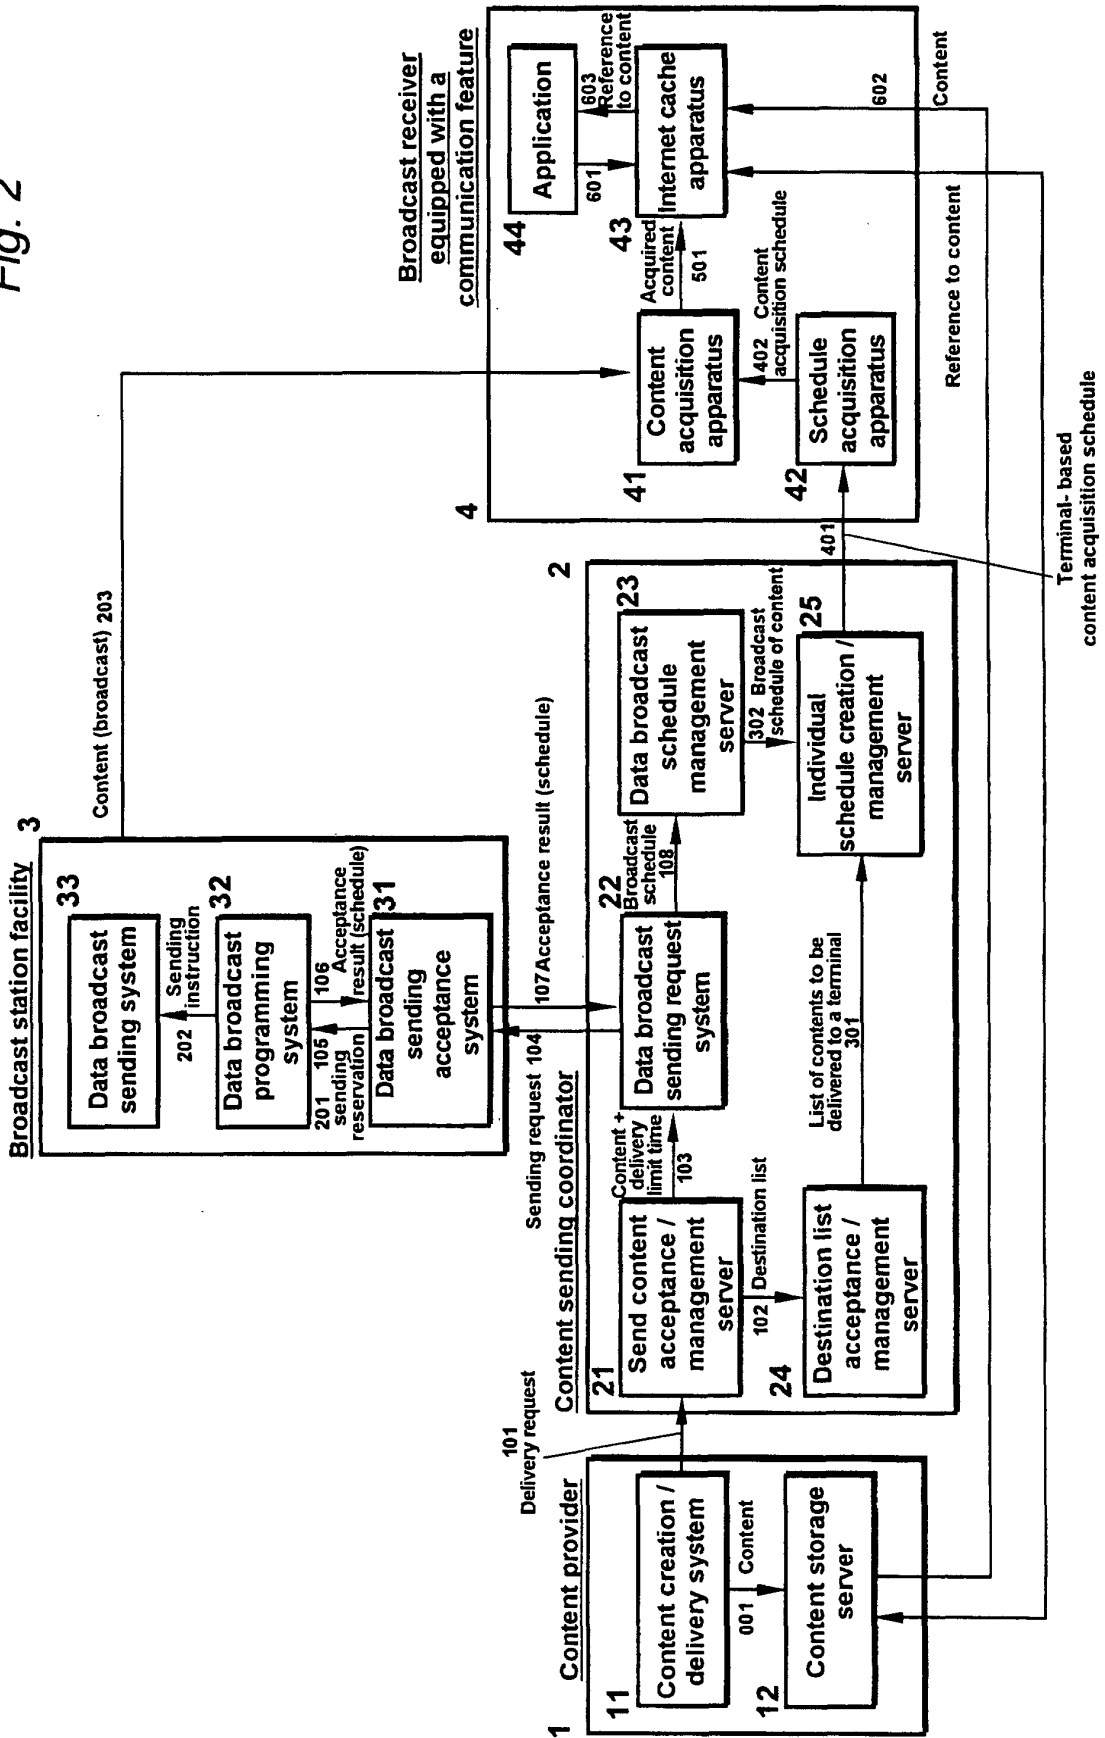 Fig. 2
Broadcast station facility
3
33
Data broadcast
sending system
Sending
instruction
202
32
Data broadcast
programming
system
201 105
sending
reservation
106
Acceptance
result (schedule)
31
Data broadcast
sending
acceptance
system
Content (broadcast) 203
Sending request 104
107 Acceptance result (schedule)
Broadcast receiver
equipped with a
communication feature
4
44
Application
601
603
Reference
to content
43
Internet cache
apparatus
Acquired
content
501
41
Content
acquisition
apparatus
402 Content
acquisition schedule
42
Schedule
acquisition
apparatus
602
Content
Reference to content
401
Terminal- based
content acquisition schedule
Content sending coordinator
2
21
Send content
acceptance /
management
server
Content +
delivery
limit time
103
22
Data broadcast
sending request
system
Broadcast
schedule
108
23
Data broadcast
schedule
management
server
302 Broadcast
schedule of content
102 Destination list
24
Destination list
acceptance /
management
server
List of contents to be
delivered to a terminal
301
25
Individual
schedule creation /
management
server
101
Delivery request
Content provider
1
11
Content creation /
delivery system
001 Content
12
Content storage
server